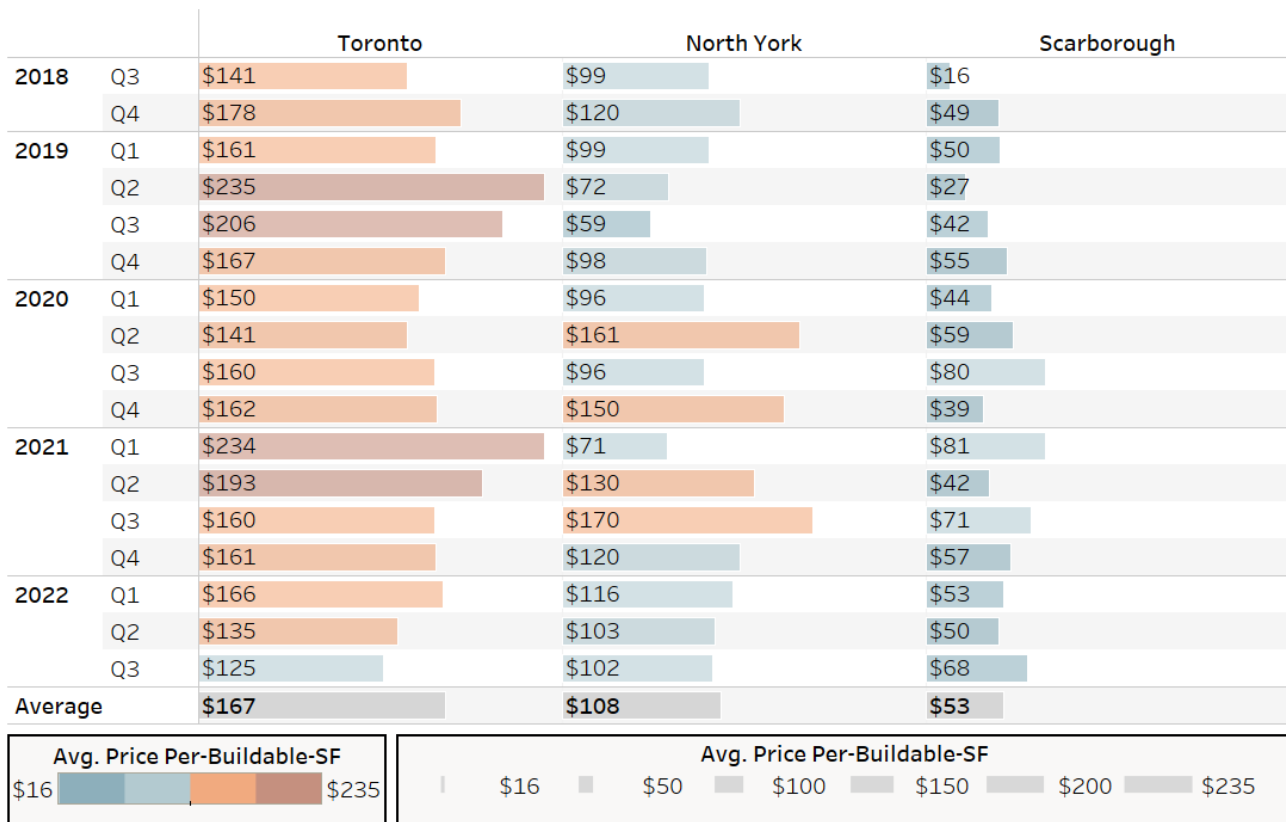 Toronto North York Scarborough
2018 Q3 $141 $99 $16
Q4 $178 $120 $49
2019 Q1 $161 $99 $50
Q2 $235 $72 $27
Q3 $206 $59 $42
Q4 $167 $98 $55
2020 Q1 $150 $96 $44
Q2 $141 $161 $59
Q3 $160 $96 $80
Q4 $162 $150 $39
2021 Q1 $234 $71 $81
Q2 $193 $130 $42
Q3 $160 $170 $71
Q4 $161 $120 $57
2022 Q1 $166 $116 $53
Q2 $135 $103 $50
Q3 $125 $102 $68
Average $167 $108 $53
Avg. Price Per-Buildable-SF
$16 $235
Avg. Price Per-Buildable-SF
$16 $50 $100 $150 $200 $235